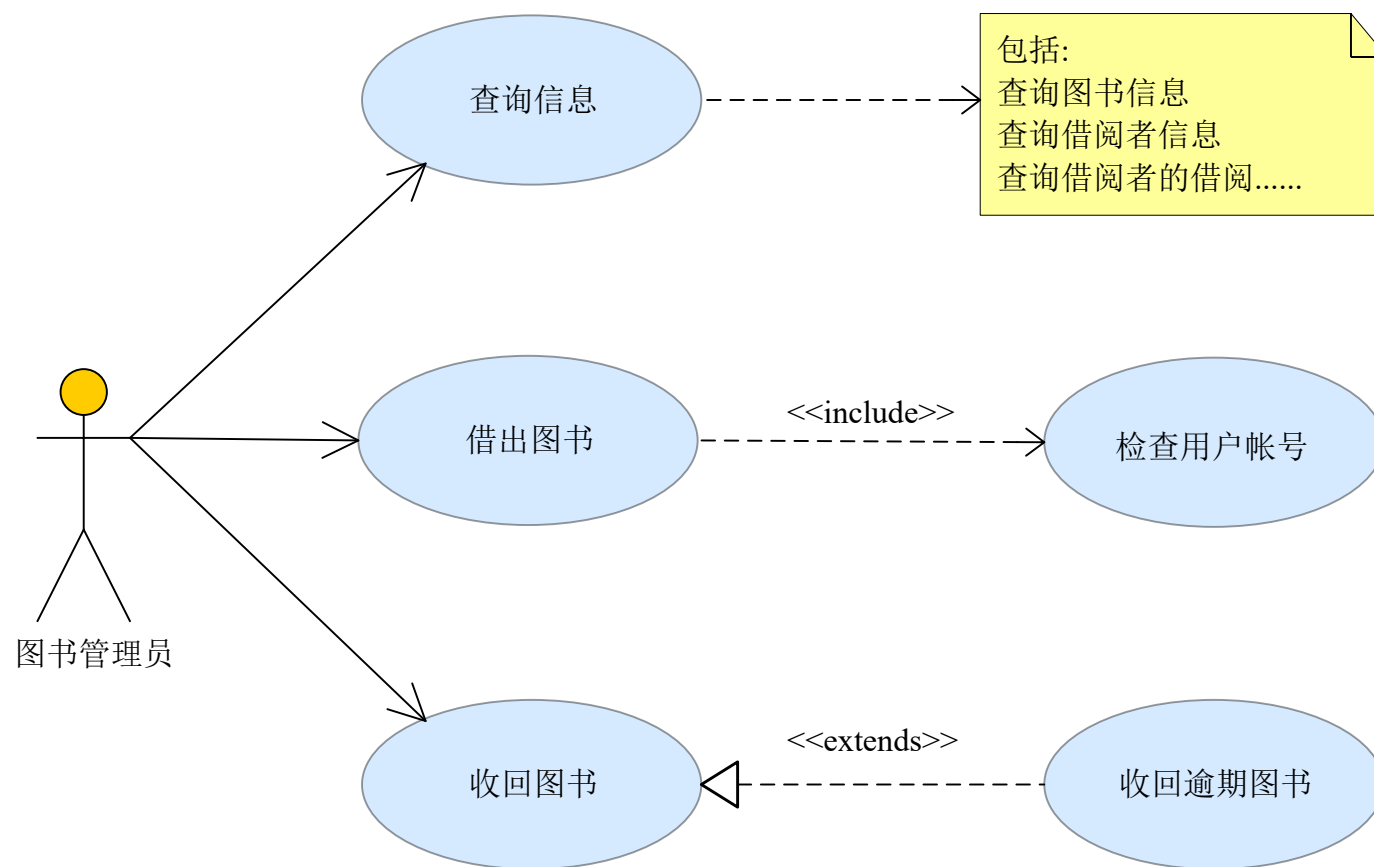 查询信息
包括:
查询图书信息
查询借阅者信息
查询借阅者的借阅......
借出图书
<<include>>
检查用户帐号
图书管理员
收回图书
<<extends>>
收回逾期图书